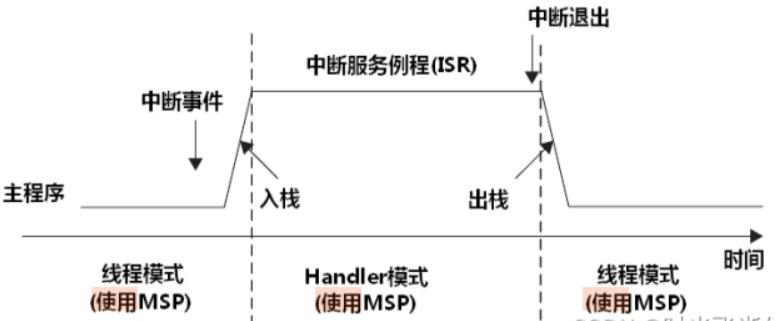 中断退出
中断服务例程(ISR)
中断事件
主程序
入栈
出栈
时间
线程模式
(使用MSP)
Handler模式
(使用MSP)
线程模式
(使用MSP)